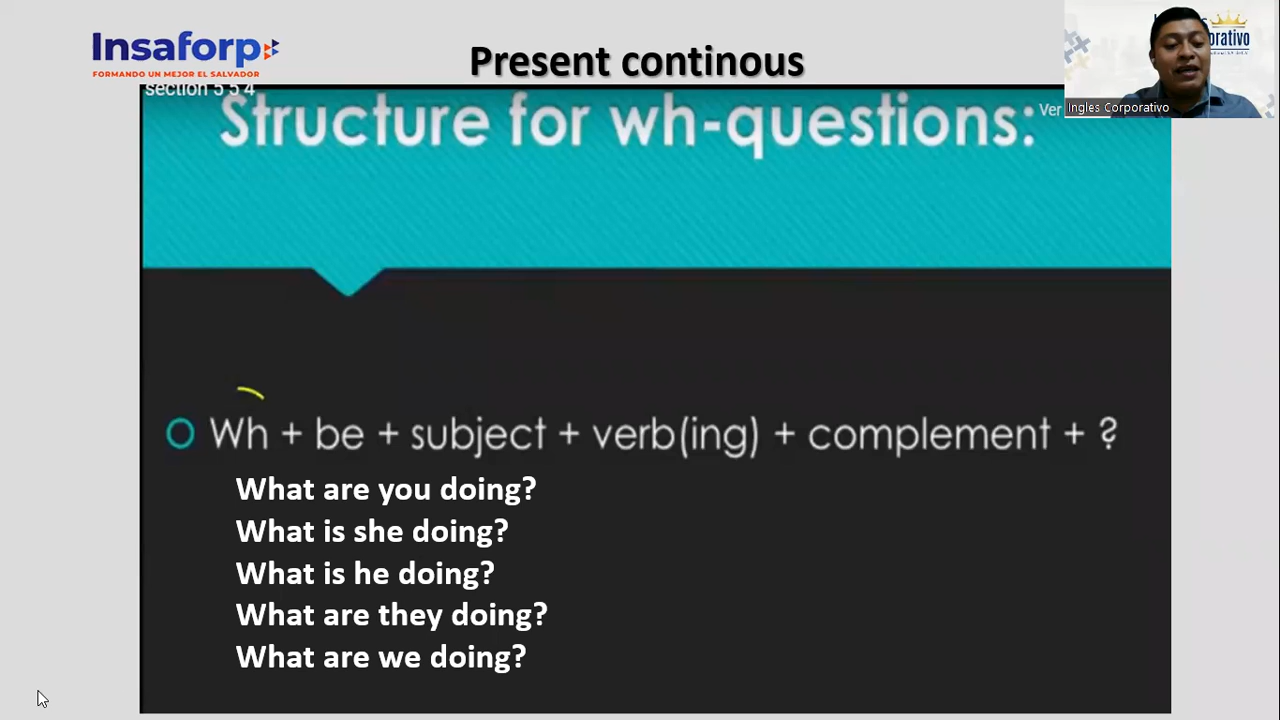 Insaforp
FORMANDO UN MEJOR EL SALVADOR
Present continous
orativo
Ingles Corporativo
section 5 5 4
Ver
Structure for wh-questions:
Wh + be + subject + verb(ing) + complement + ?
What are you doing?
What is she doing?
What is he doing?
What are they doing?
What are we doing?